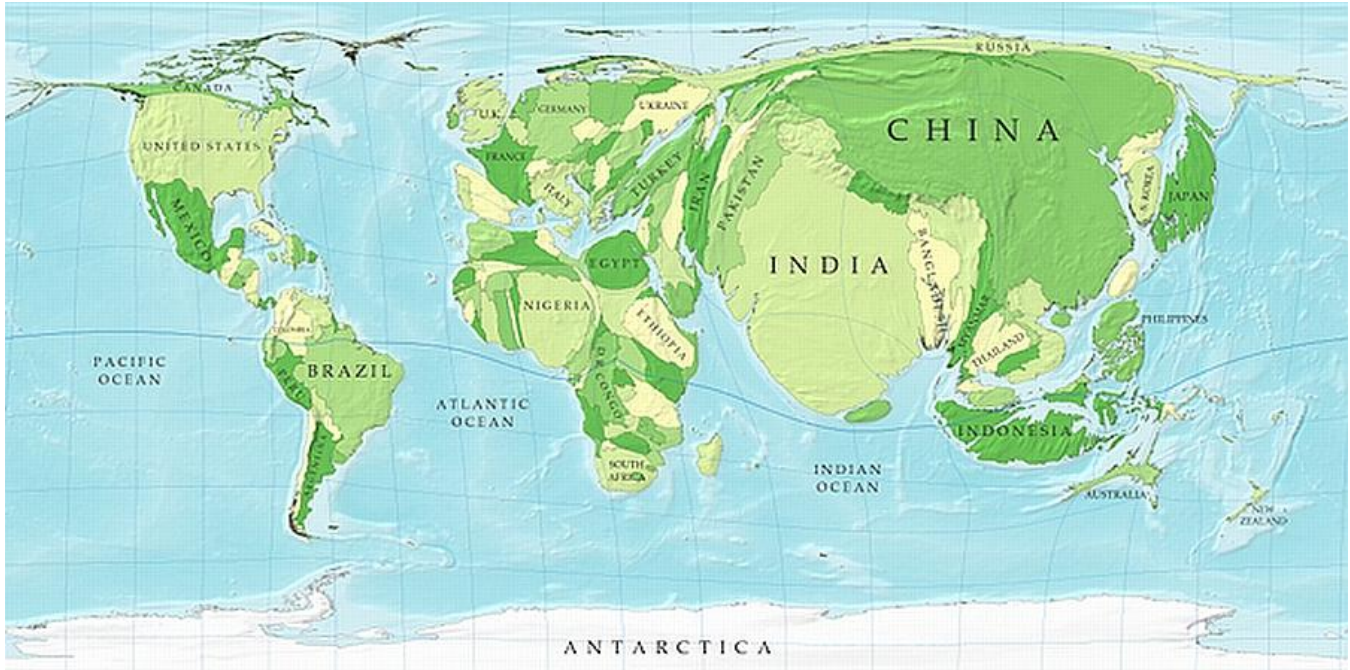 RUSSIA
CANADA
UNITED STATES
MEXICO
U.K.
GERMANY
UKRAINE
FRANCE
ITALY
TURKEY
IRAN
PAKISTAN
CHINA
S. KOREA
JAPAN
EGYPT
INDIA
BANGLADESH
NIGERIA
ETHIOPIA
MYANMAR
THAILAND
PHILIPPINES
COLOMBIA
PERU
BRAZIL
D.R. CONGO
PACIFIC
OCEAN
ATLANTIC
OCEAN
ARGENTINA
SOUTH
AFRICA
INDONESIA
INDIAN
OCEAN
AUSTRALIA
NEW
ZEALAND
ANTARCTICA